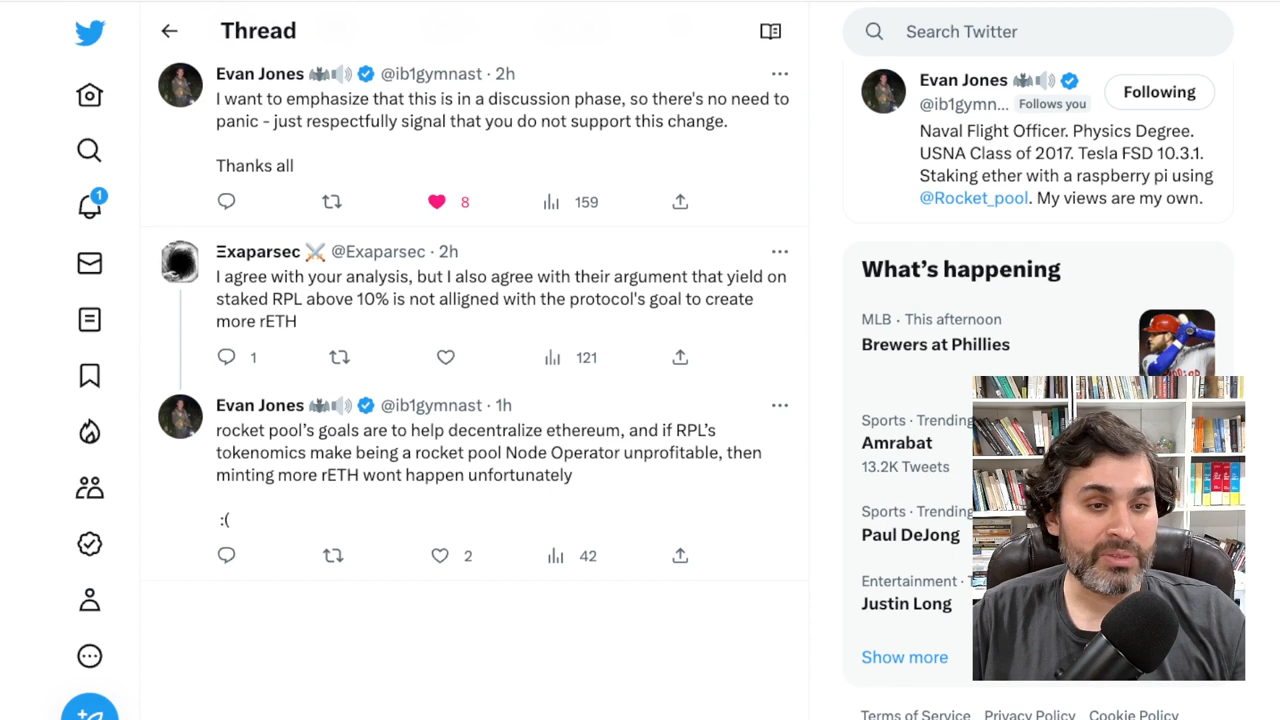 Thread
Evan Jones 🦇🔊 @ib1gymnast · 2h
I want to emphasize that this is in a discussion phase, so there's no need to
panic - just respectfully signal that you do not support this change.
Thanks all
8
159
Ξxaparsec ⚔️ @Exaparsec · 2h
I agree with your analysis, but I also agree with their argument that yield on
staked RPL above 10% is not alligned with the protocol's goal to create
more rETH
1
121
Evan Jones 🦇🔊 @ib1gymnast · 1h
rocket pool's goals are to help decentralize ethereum, and if RPL's
tokenomics make being a rocket pool Node Operator unprofitable, then
minting more rETH wont happen unfortunately
:(
2
42
1
Search Twitter
Evan Jones 🦇🔊
@ib1gymn... Follows you
Following
Naval Flight Officer. Physics Degree.
USNA Class of 2017. Tesla FSD 10.3.1.
Staking ether with a raspberry pi using
@Rocket_pool. My views are my own.
What's happening
MLB · This afternoon
Brewers at Phillies
Sports · Trending
Amrabat
13.2K Tweets
Sports · Trending
Paul DeJong
Entertainment ·
Justin Long
Show more
Terms of Service Privacy Policy Cookie Policy